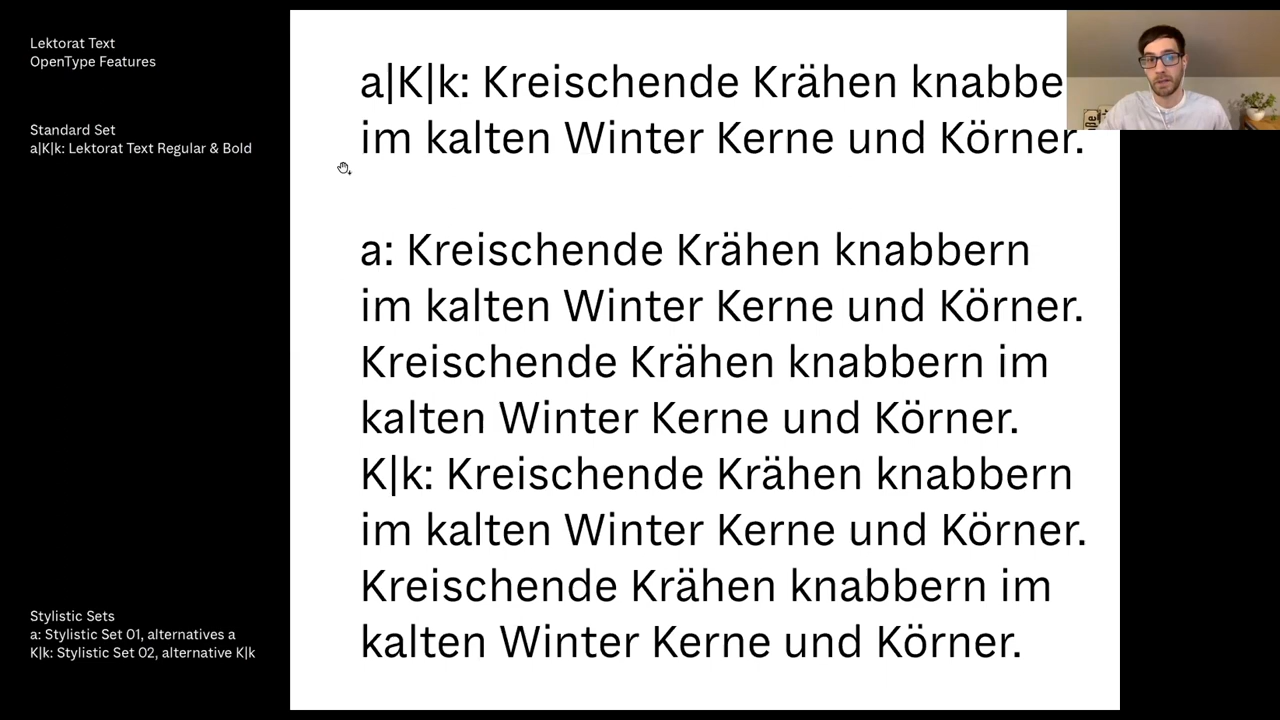 Lektorat Text
OpenType Features
Standard Set
a|K|k: Lektorat Text Regular & Bold
a|K|k: Kreischende Krähen knabbe
im kalten Winter Kerne und Körner.
a: Kreischende Krähen knabbern
im kalten Winter Kerne und Körner.
Kreischende Krähen knabbern im
kalten Winter Kerne und Körner.
K|k: Kreischende Krähen knabbern
im kalten Winter Kerne und Körner.
Kreischende Krähen knabbern im
kalten Winter Kerne und Körner.
Stylistic Sets
a: Stylistic Set 01, alternatives a
K|k: Stylistic Set 02, alternative K|k